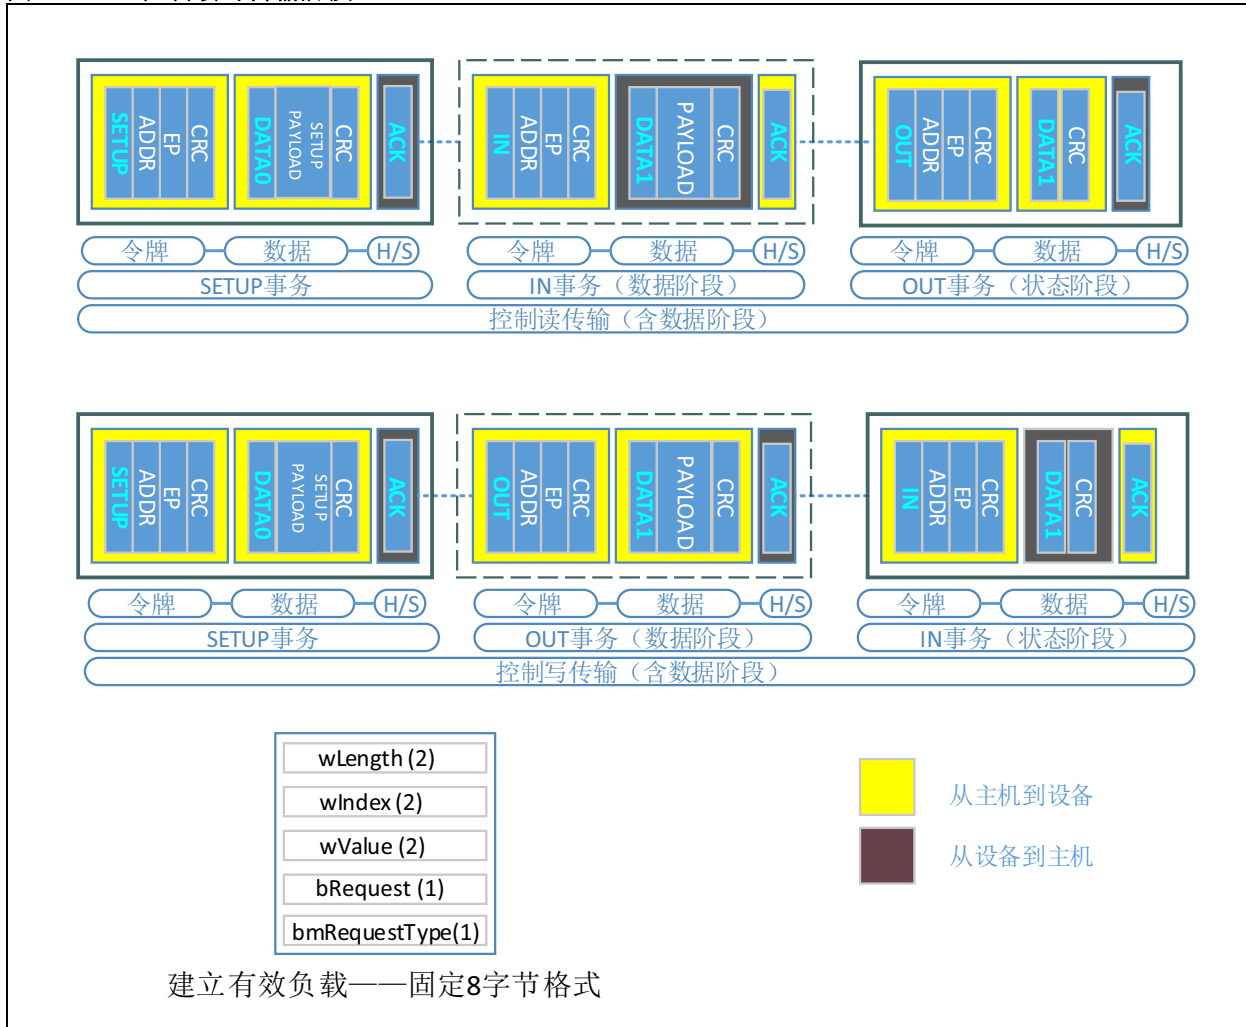 SETUP ADDR EP CRC DATA0 SETUP PAYLOAD CRC ACK
IN ADDR EP CRC DATA1 PAYLOAD CRC ACK
OUT ADDR EP CRC DATA1 CRC ACK
令牌 数据 H/S
令牌 数据 H/S
令牌 数据 H/S
SETUP事务
IN事务（数据阶段）
OUT事务（状态阶段）
控制读传输（含数据阶段）
SETUP ADDR EP CRC DATA0 SETUP PAYLOAD CRC ACK
OUT ADDR EP CRC DATA1 PAYLOAD CRC ACK
IN ADDR EP CRC DATA1 CRC ACK
令牌 数据 H/S
令牌 数据 H/S
令牌 数据 H/S
SETUP事务
OUT事务（数据阶段）
IN事务（状态阶段）
控制写传输（含数据阶段）
wLength (2)
wIndex (2)
wValue (2)
bRequest (1)
bmRequestType(1)
建立有效负载——固定8字节格式
从主机到设备
从设备到主机